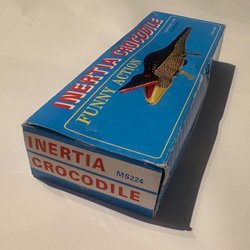 INERTIA CROCODILE
FUNNY ACTION
INERTIA
CROCODILE
MS224